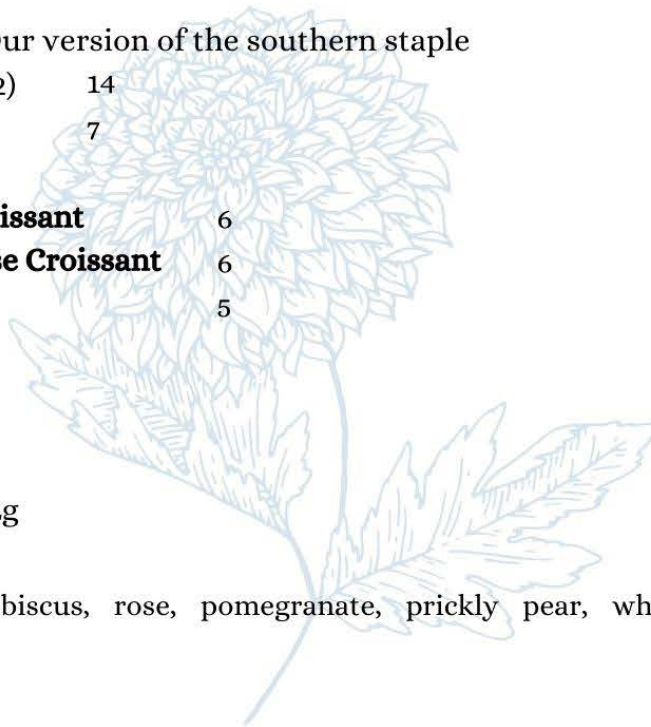 ur version of the southern staple
2) 14
7
issant 6
se Croissant 6
5
g
biscus, rose, pomegranate, prickly pear, wh